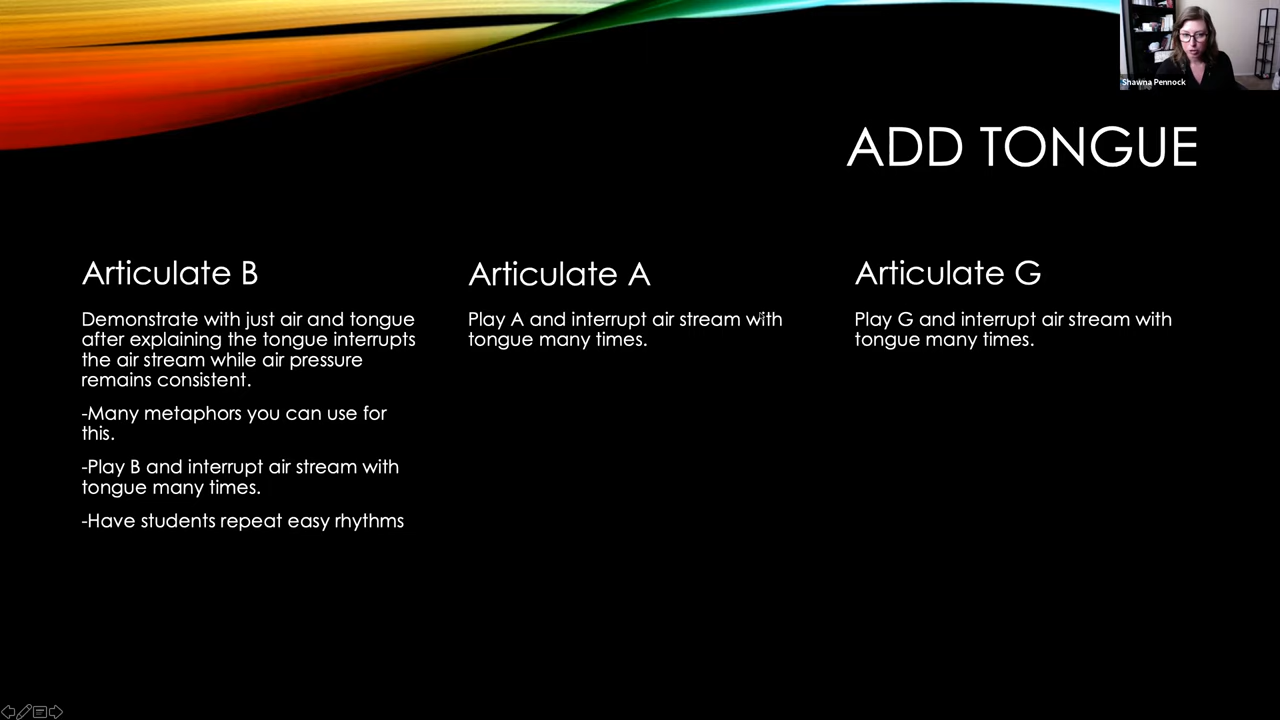 Shawna Pennock
ADD TONGUE
Articulate B
Demonstrate with just air and tongue
after explaining the tongue interrupts
the air stream while air pressure
remains consistent.
-Many metaphors you can use for
this.
-Play B and interrupt air stream with
tongue many times.
-Have students repeat easy rhythms
Articulate A
Play A and interrupt air stream with
tongue many times.
Articulate G
Play G and interrupt air stream with
tongue many times.